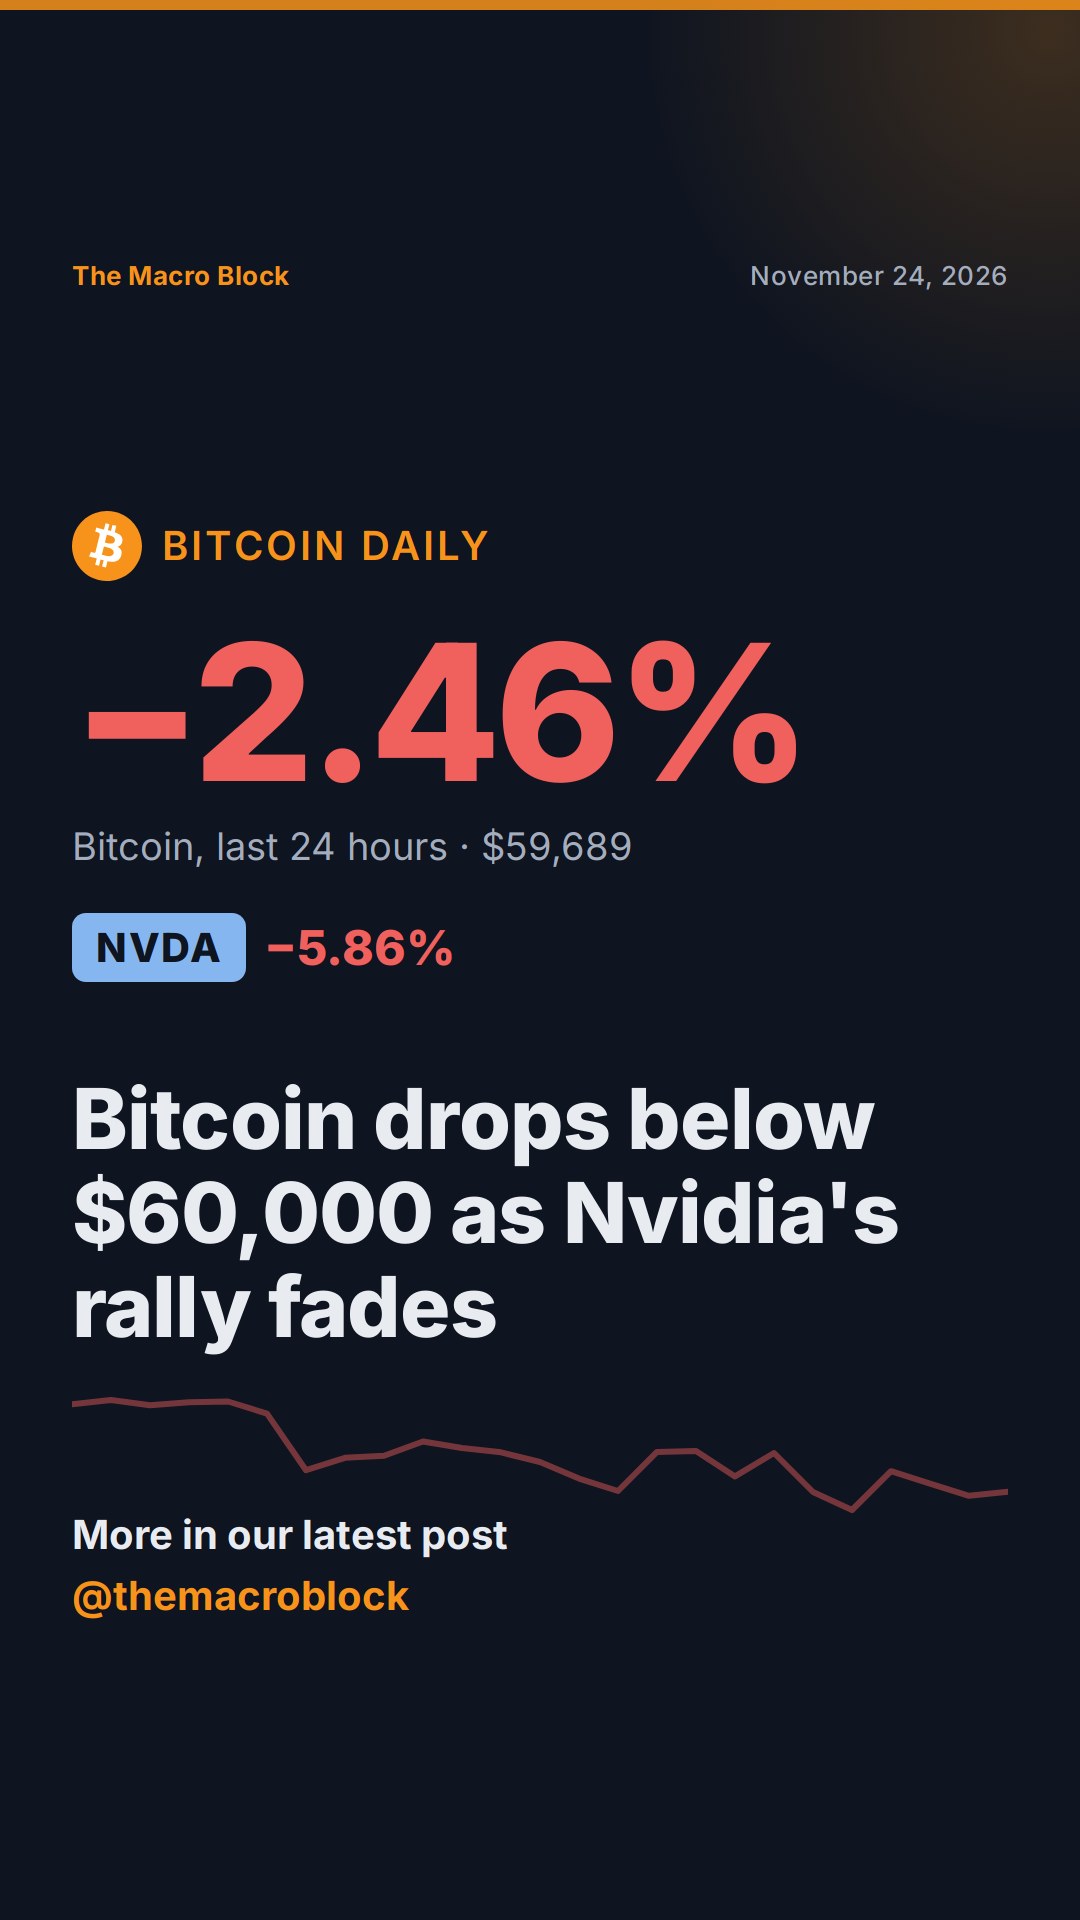 The Macro Block
November 24, 2026
BITCOIN DAILY
−2.46%
Bitcoin, last 24 hours · $59,689
NVDA −5.86%
Bitcoin drops below
$60,000 as Nvidia's
rally fades
More in our latest post
@themacroblock